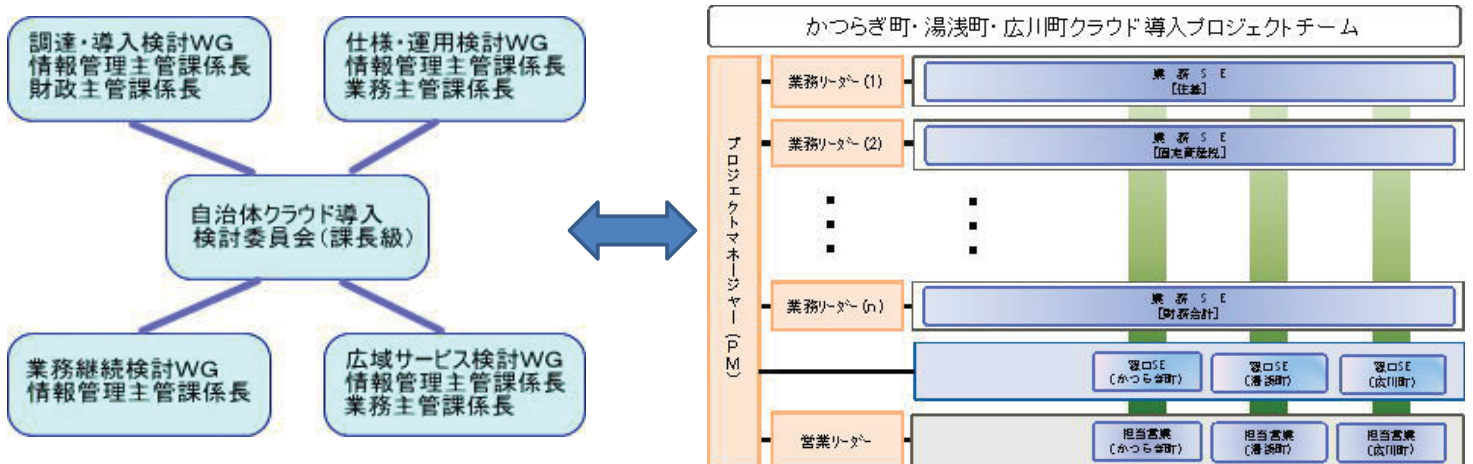 調達・導入検討WG
情報管理主管課係長
財政主管課係長
仕様・運用検討WG
情報管理主管課係長
業務主管課係長
自治体クラウド導入
検討委員会(課長級)
業務継続検討WG
情報管理主管課係長
広域サービス検討WG
情報管理主管課係長
業務主管課係長
かつらぎ町・湯浅町・広川町クラウド導入プロジェクトチーム
プロジェクトマネージャー(PM)
業務リーダー(1)
業務SE
[住基]
業務リーダー(2)
業務SE
[固定資産税]
業務リーダー(n)
業務SE
[財務会計]
窓口SE
(かつらぎ町)
窓口SE
(湯浅町)
窓口SE
(広川町)
営業リーダー
担当営業
(かつらぎ町)
担当営業
(湯浅町)
担当営業
(広川町)